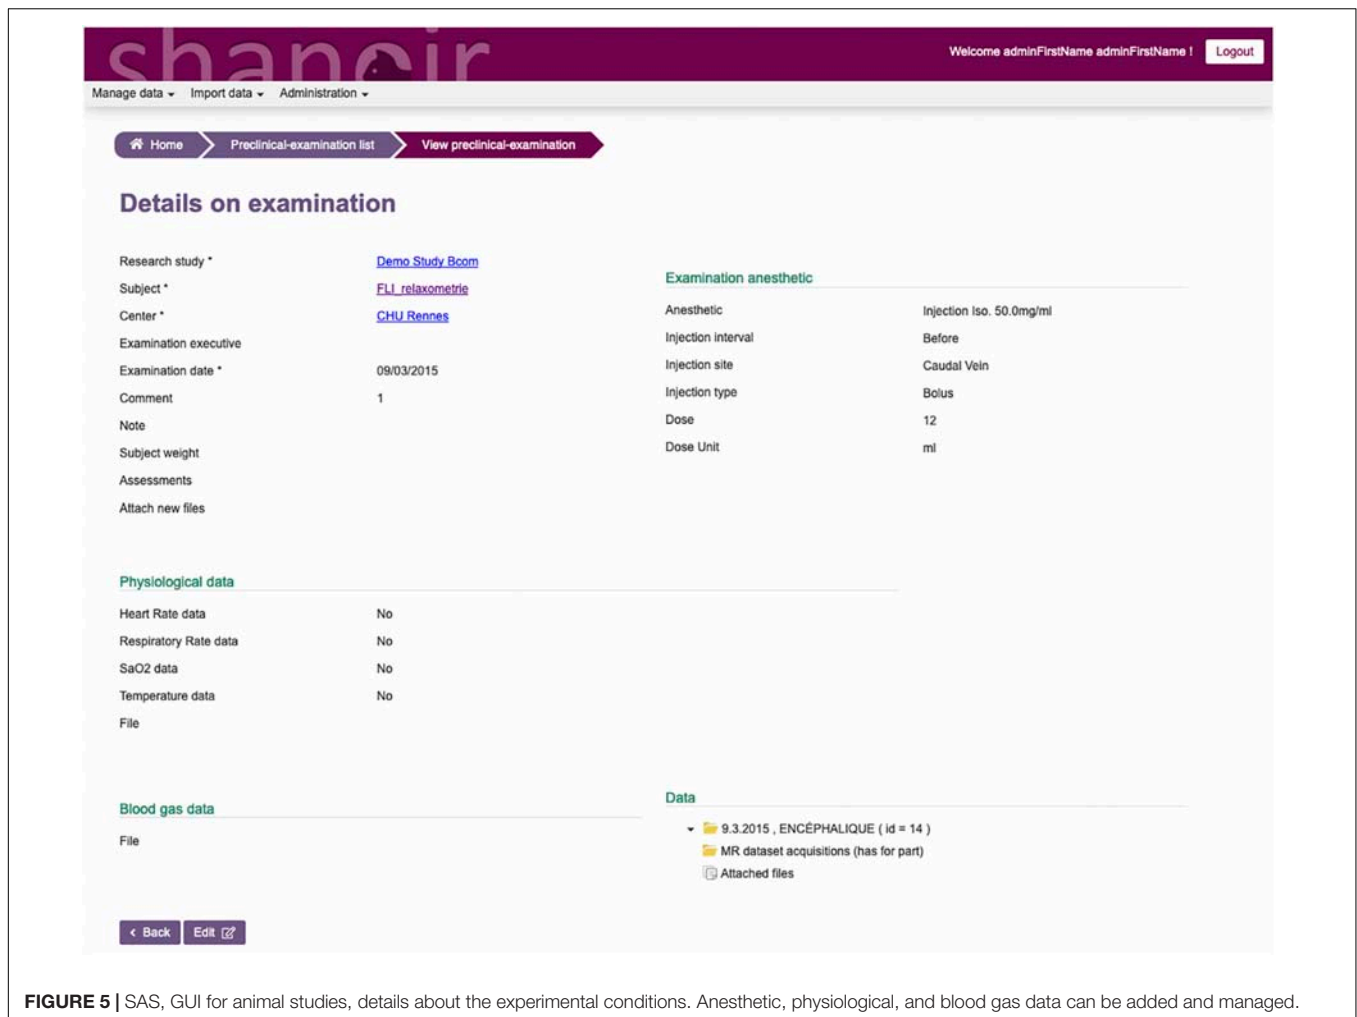 shanoir
Welcome adminFirstName adminFirstName ! Logout
Manage data Import data Administration
Home Preclinical-examination list View preclinical-examination
Details on examination
Research study * Demo Study Bcom
Subject * FLI_relaxometrie
Center * CHU Rennes
Examination executive
Examination date * 09/03/2015
Comment 1
Note
Subject weight
Assessments
Attach new files
Examination anesthetic
Anesthetic Injection Iso. 50.0mg/ml
Injection interval Before
Injection site Caudal Vein
Injection type Bolus
Dose 12
Dose Unit ml
Physiological data
Heart Rate data No
Respiratory Rate data No
SaO2 data No
Temperature data No
File
Blood gas data
File
Data
9.3.2015 , ENCÉPHALIQUE ( id = 14 )
MR dataset acquisitions (has for part)
Attached files
< Back Edit
FIGURE 5 | SAS, GUI for animal studies, details about the experimental conditions. Anesthetic, physiological, and blood gas data can be added and managed.